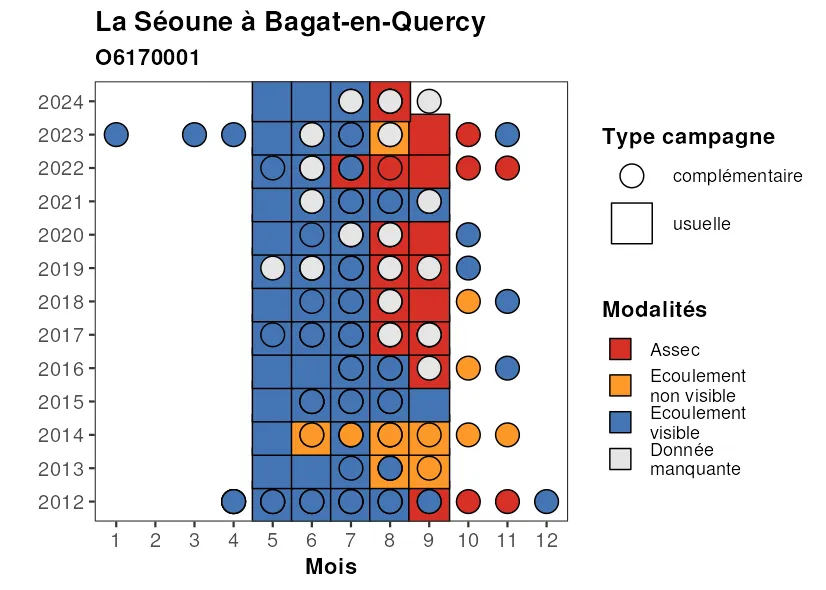 La Séoune à Bagat-en-Quercy
O6170001
2024
2023
2022
2021
2020
2019
2018
2017
2016
2015
2014
2013
2012
1 2 3 4 5 6 7 8 9 10 11 12
Mois
Type campagne
complémentaire
usuelle
Modalités
Assec
Ecoulement
non visible
Ecoulement
visible
Donnée
manquante